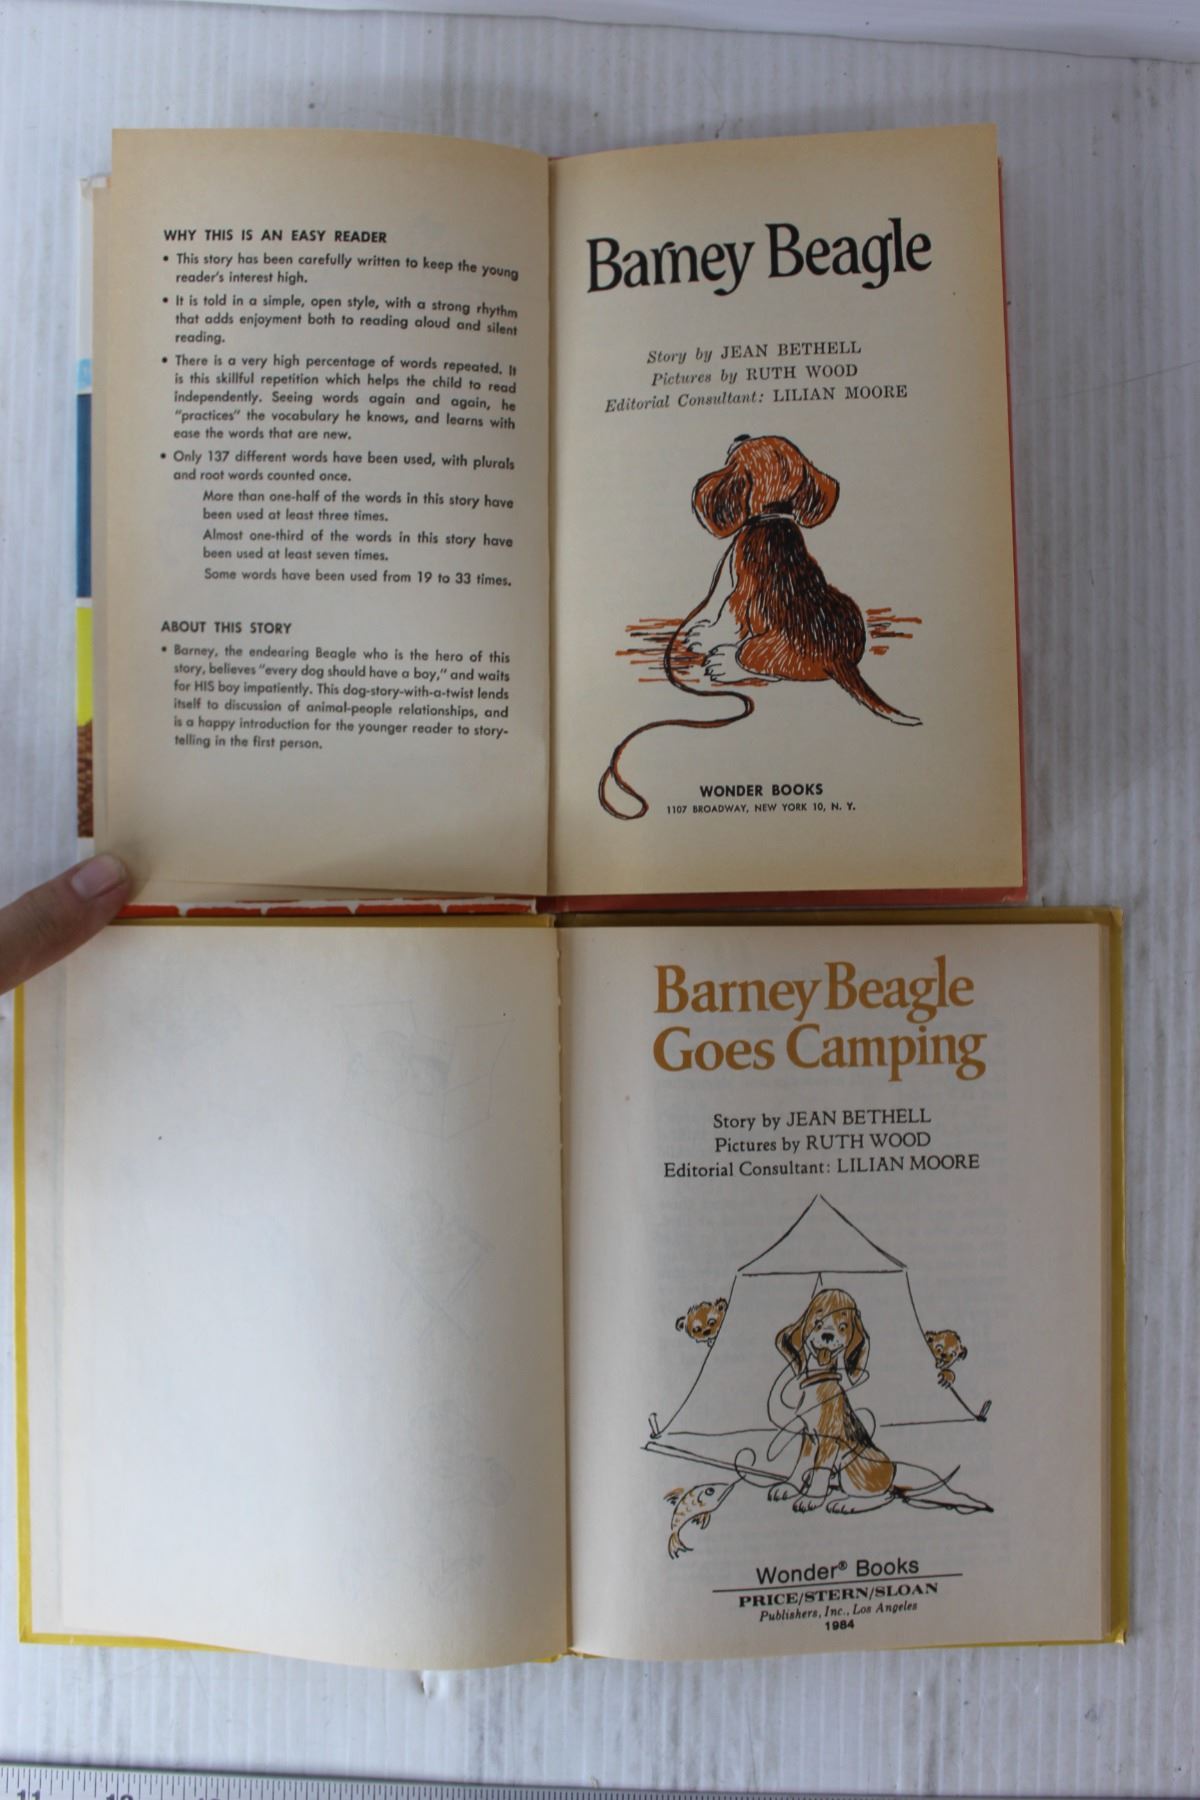 WHY THIS IS AN EASY READER
• This story has been carefully written to keep the young
reader's interest high.
• It is told in a simple, open style, with a strong rhythm
that adds enjoyment both to reading aloud and silent
reading.
• There is a very high percentage of words repeated. It
is this skillful repetition which helps the child to read
independently. Seeing words again and again, he
"practices" the vocabulary he knows, and learns with
ease the words that are new.
• Only 137 different words have been used, with plurals
and root words counted once.
More than one-half of the words in this story have
been used at least three times.
Almost one-third of the words in this story have
been used at least seven times.
Some words have been used from 19 to 33 times.
ABOUT THIS STORY
• Barney, the endearing Beagle who is the hero of this
story, believes "every dog should have a boy," and waits
for HIS boy impatiently. This dog-story-with-a-twist lends
itself to discussion of animal-people relationships, and
is a happy introduction for the younger reader to story-
telling in the first person.
Barney Beagle
Story by JEAN BETHELL
Pictures by RUTH WOOD
Editorial Consultant: LILIAN MOORE
WONDER BOOKS
1107 BROADWAY, NEW YORK 10, N. Y.
Barney Beagle
Goes Camping
Story by JEAN BETHELL
Pictures by RUTH WOOD
Editorial Consultant: LILIAN MOORE
Wonder® Books
PRICE/STERN/SLOAN
Publishers, Inc., Los Angeles
1984
11